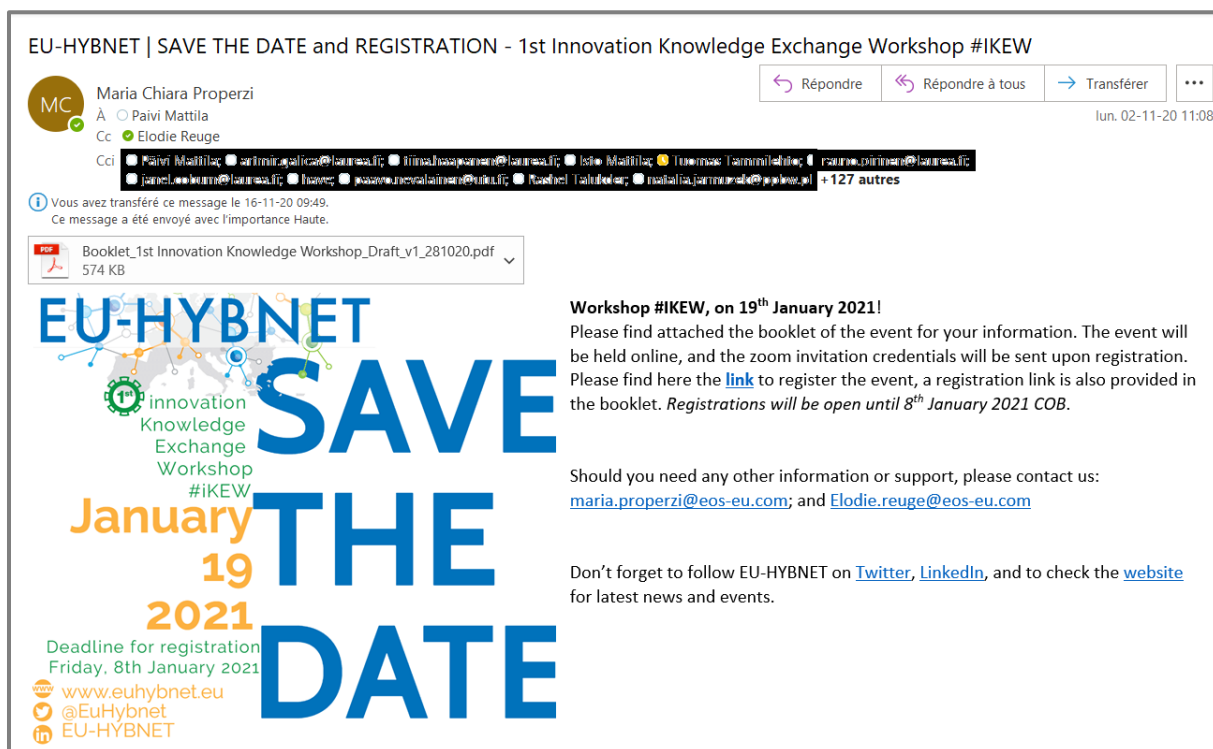 EU-HYBNET | SAVE THE DATE and REGISTRATION - 1st Innovation Knowledge Exchange Workshop #IKEW
MC
Maria Chiara Properzi
À Paivi Mattila
Cc Elodie Reuge
Cci
+127 autres
Répondre
Répondre à tous
Transférer
lun. 02-11-20 11:08
Vous avez transféré ce message le 16-11-20 09:49.
Ce message a été envoyé avec l'importance Haute.
PDF
Booklet_1st Innovation Knowledge Workshop_Draft_v1_281020.pdf
574 KB
EU-HYBNET
SAVE
THE
DATE
1st
innovation
Knowledge
Exchange
Workshop
#iKEW
January
19
2021
Deadline for registration
Friday, 8th January 2021
www
www.euhybnet.eu
@EuHybnet
in
EU-HYBNET
Workshop #IKEW, on 19th January 2021!
Please find attached the booklet of the event for your information. The event will
be held online, and the zoom invitation credentials will be sent upon registration.
Please find here the link to register the event, a registration link is also provided in
the booklet. Registrations will be open until 8th January 2021 COB.
Should you need any other information or support, please contact us:
maria.properzi@eos-eu.com; and Elodie.reuge@eos-eu.com
Don't forget to follow EU-HYBNET on Twitter, LinkedIn, and to check the website
for latest news and events.